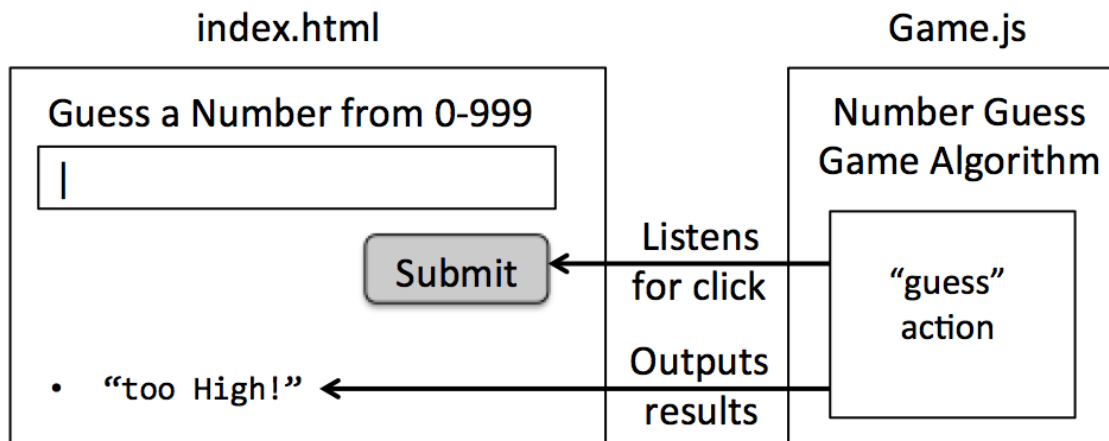 index.html
Guess a Number from 0-999
|
Submit
• “too High!”
Listens
for click
Outputs
results
Game.js
Number Guess
Game Algorithm
“guess”
action